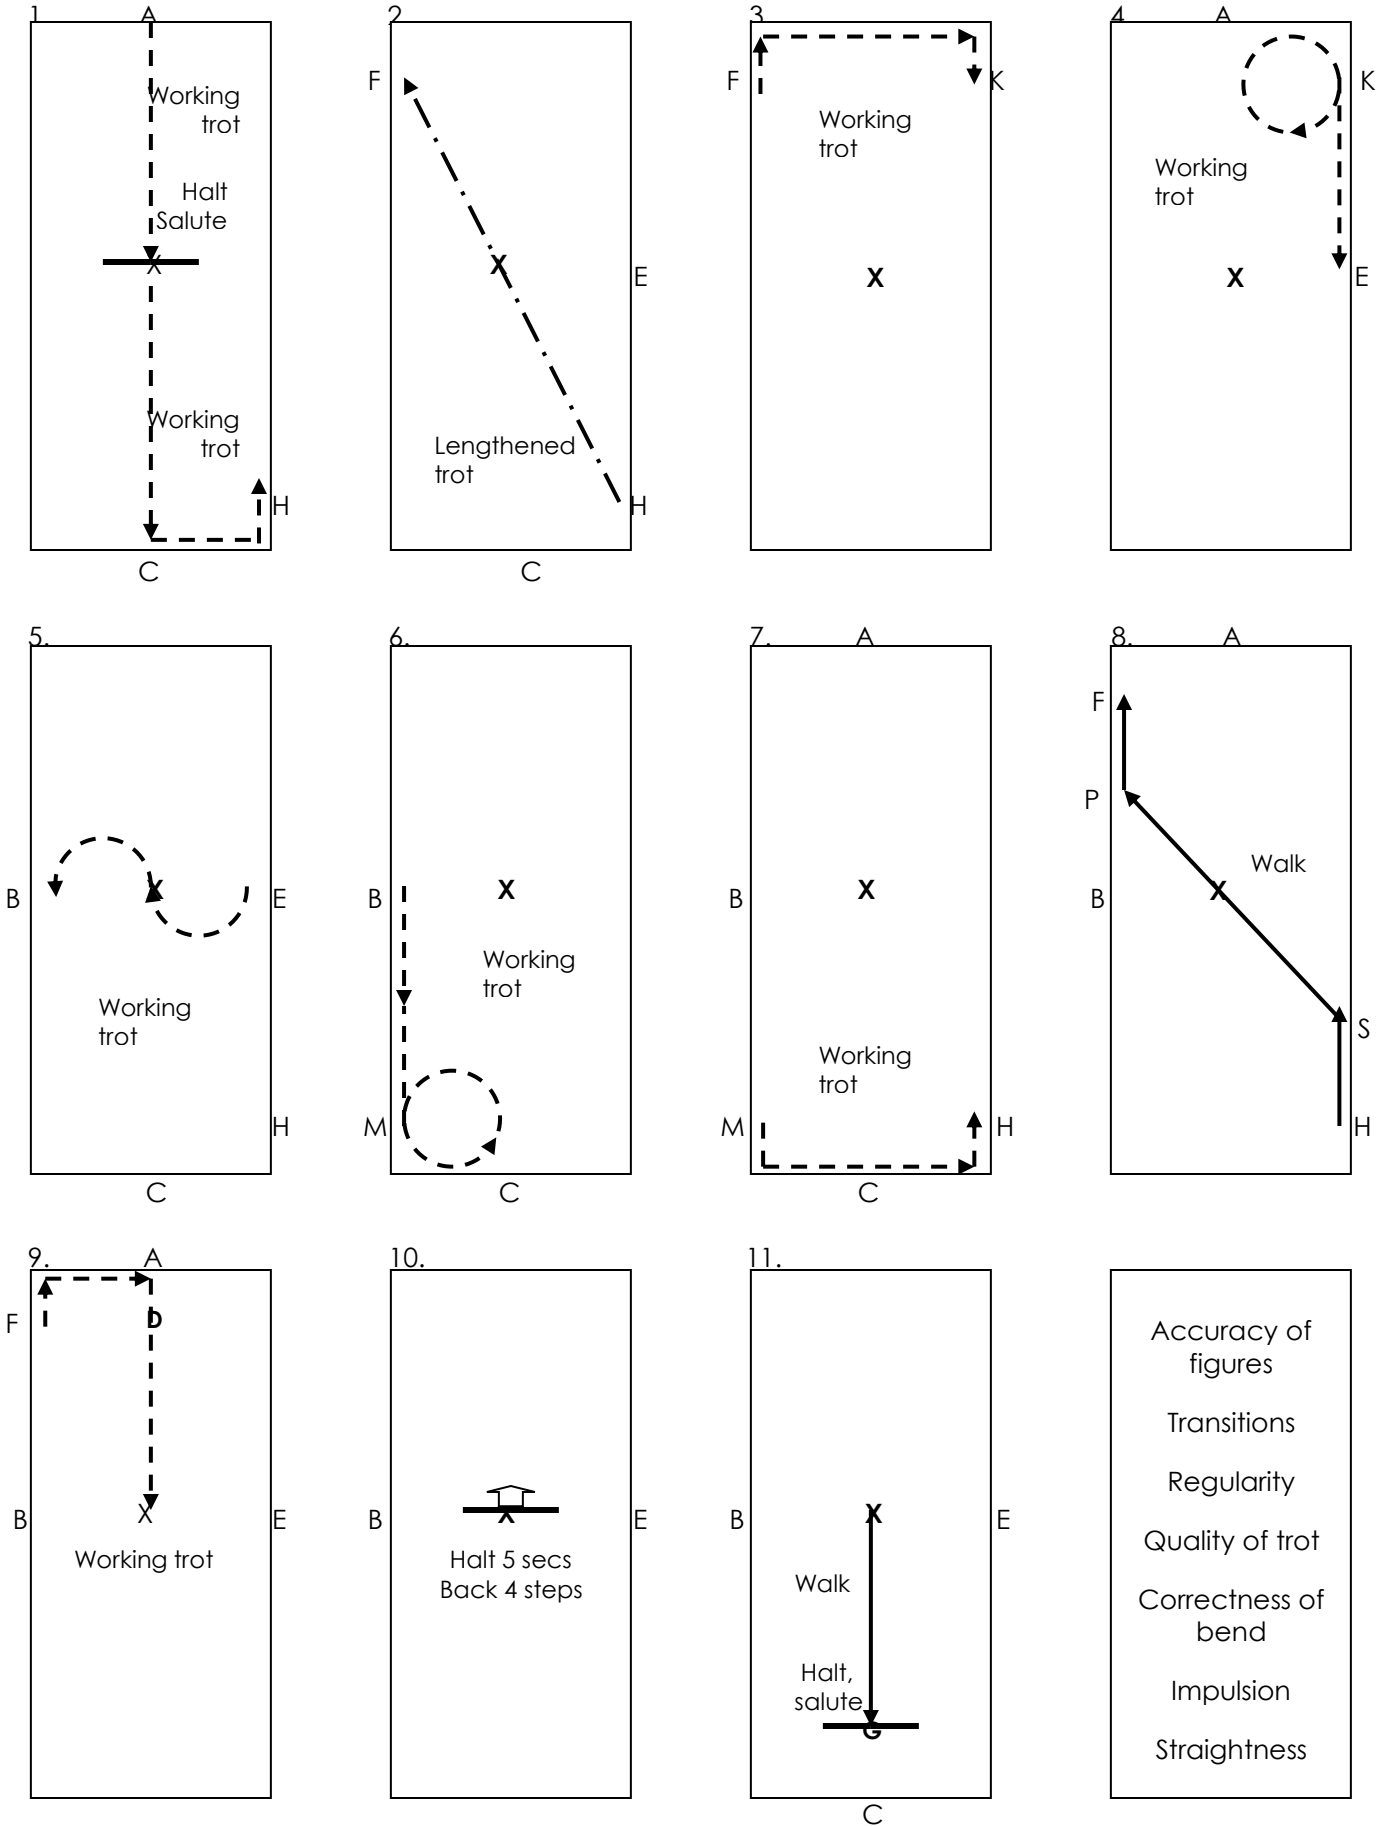 1
A
Working
trot
Halt
Salute
X
Working
trot
H
C
2
F
X
E
Lengthened
trot
H
C
3
F
K
Working
trot
X
4
A
K
Working
trot
X
E
5.
B
X
E
Working
trot
H
C
6.
B
X
Working
trot
M
C
7.
A
B
X
Working
trot
M
H
C
8.
A
F
P
Walk
B
X
S
H
9.
A
F
D
B
X
E
Working trot
10.
B
X
E
Halt 5 secs
Back 4 steps
11.
B
X
E
Walk
Halt,
salute
G
C
Accuracy of
figures
Transitions
Regularity
Quality of trot
Correctness of
bend
Impulsion
Straightness